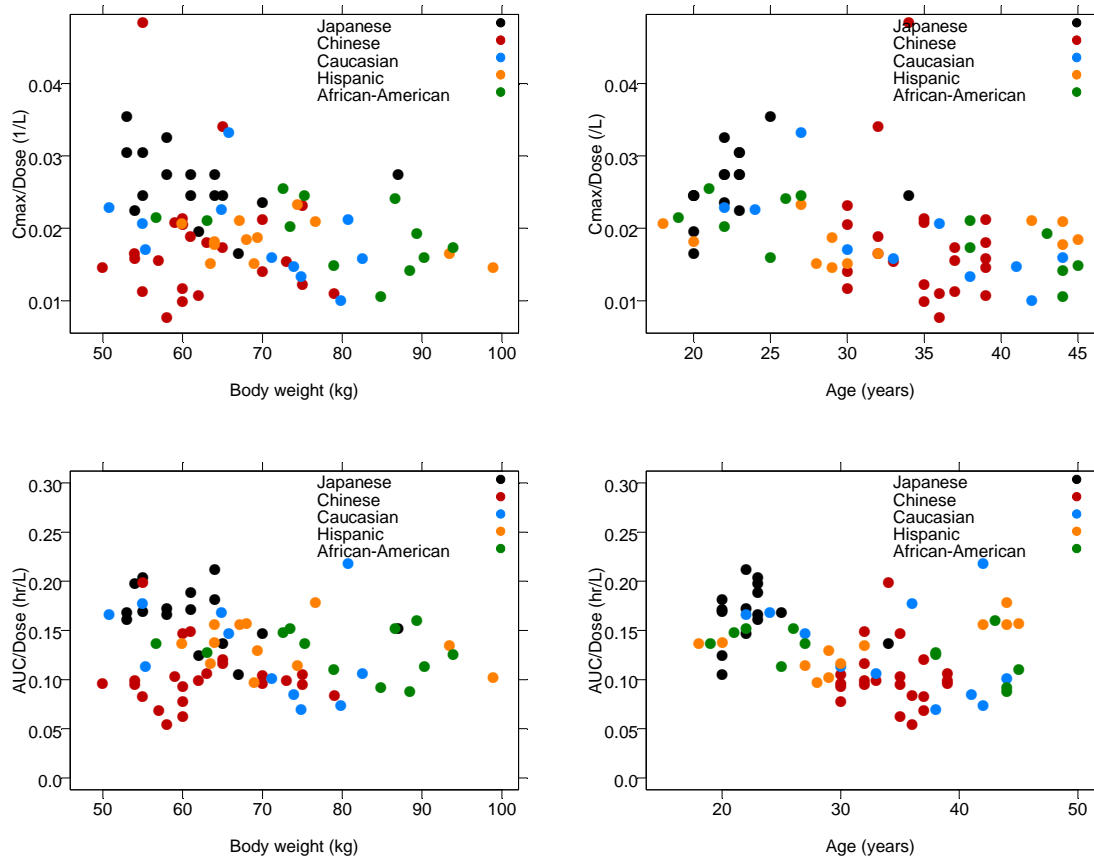 Cmax/Dose (1/L)
0.04
0.03
0.02
0.01
Japanese
Chinese
Caucasian
Hispanic
African-American
50 60 70 80 90 100
Body weight (kg)
Cmax/Dose (/L)
0.04
0.03
0.02
0.01
Japanese
Chinese
Caucasian
Hispanic
African-American
20 25 30 35 40 45
Age (years)
AUC/Dose (hr/L)
0.30
0.25
0.20
0.15
0.10
0.05
0.0
Japanese
Chinese
Caucasian
Hispanic
African-American
50 60 70 80 90 100
Body weight (kg)
AUC/Dose (hr/L)
0.30
0.25
0.20
0.15
0.10
0.05
0.0
Japanese
Chinese
Caucasian
Hispanic
African-American
20 30 40 50
Age (years)